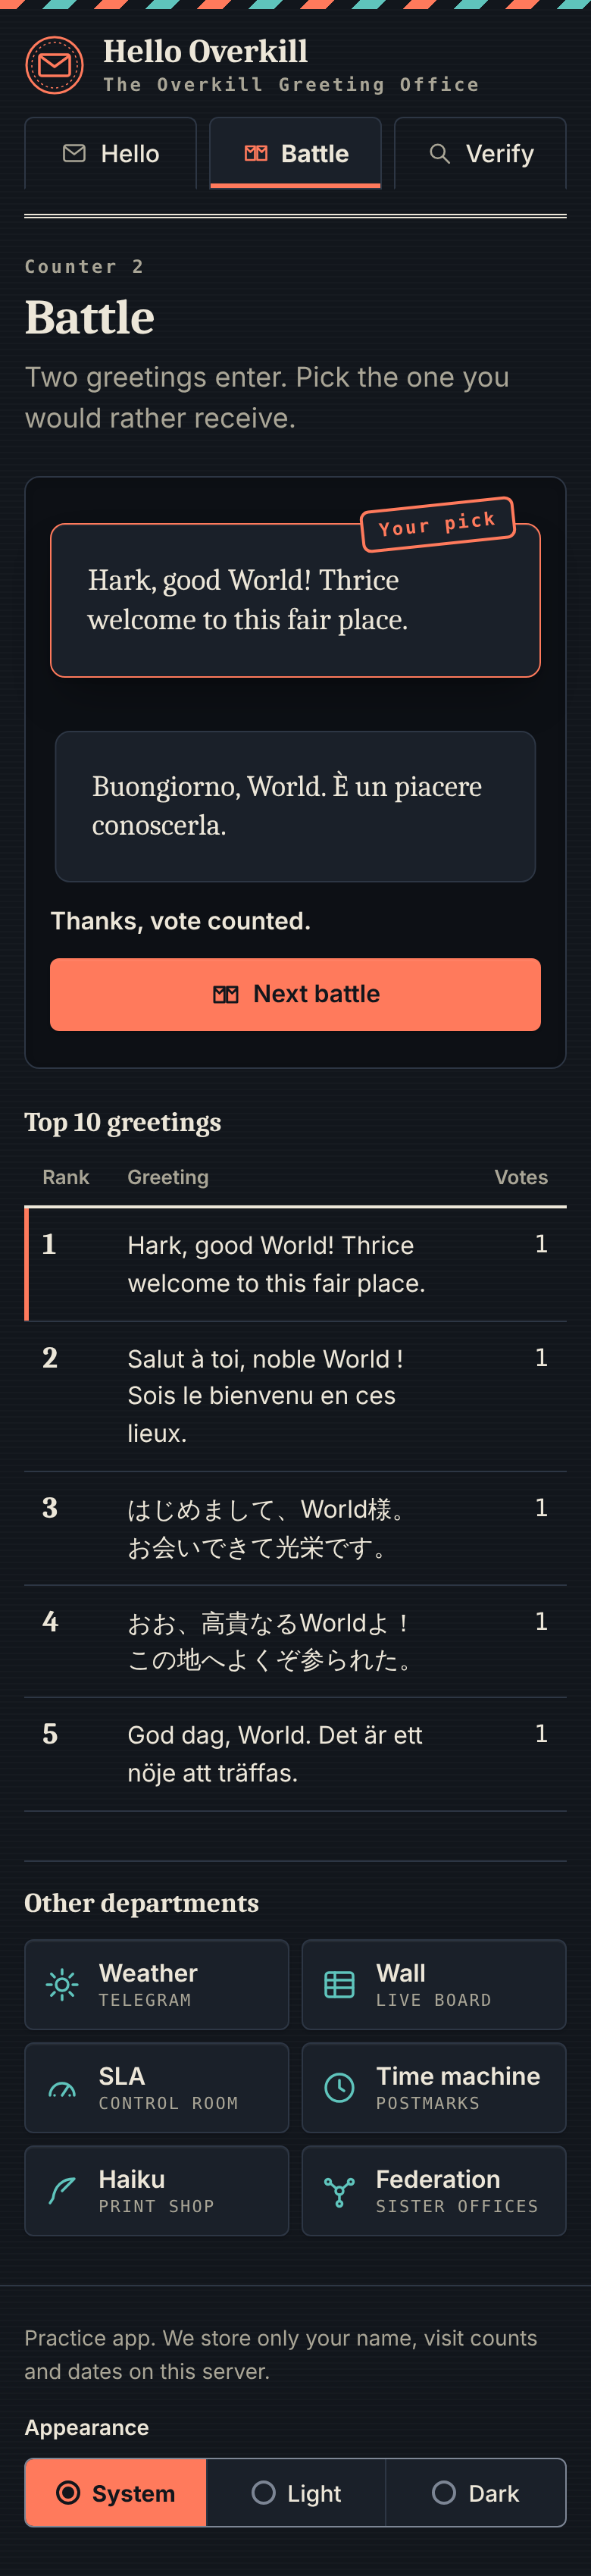 Hello Overkill
The Overkill Greeting Office
Hello
Battle
Verify
Counter 2
Battle
Two greetings enter. Pick the one you
would rather receive.
Your pick
Hark, good World! Thrice
welcome to this fair place.
Buongiorno, World. È un piacere
conoscerla.
Thanks, vote counted.
Next battle
Top 10 greetings
Rank Greeting Votes
1 Hark, good World! Thrice 1
welcome to this fair place.
2 Salut à toi, noble World ! 1
Sois le bienvenu en ces
lieux.
3 はじめまして、World様。 1
お会いできて光栄です。
4 おお、高貴なるWorldよ！ 1
この地へよくぞ参られた。
5 God dag, World. Det är ett 1
nöje att träffas.
Other departments
Weather
TELEGRAM
Wall
LIVE BOARD
SLA
CONTROL ROOM
Time machine
POSTMARKS
Haiku
PRINT SHOP
Federation
SISTER OFFICES
Practice app. We store only your name, visit counts
and dates on this server.
Appearance
System
Light
Dark